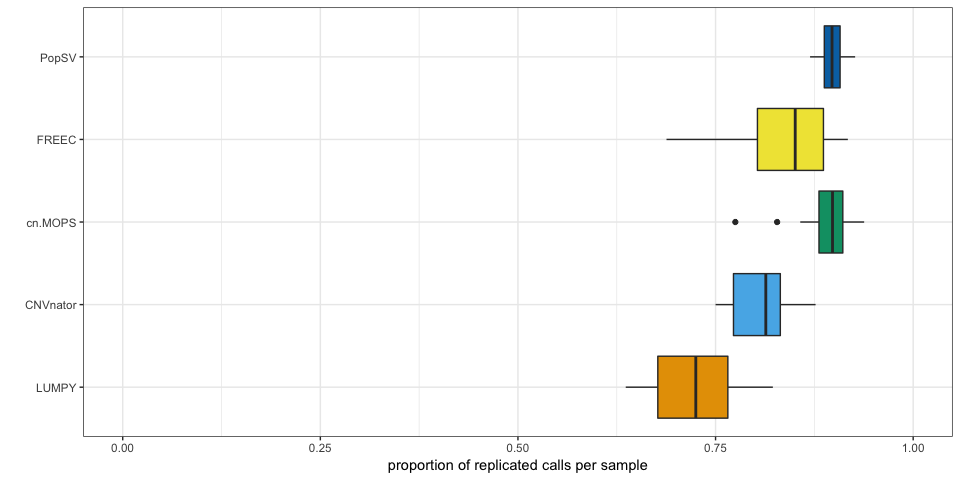 PopSV
FREEC
cn.MOPS
CNVnator
LUMPY
0.00 0.25 0.50 0.75 1.00
proportion of replicated calls per sample